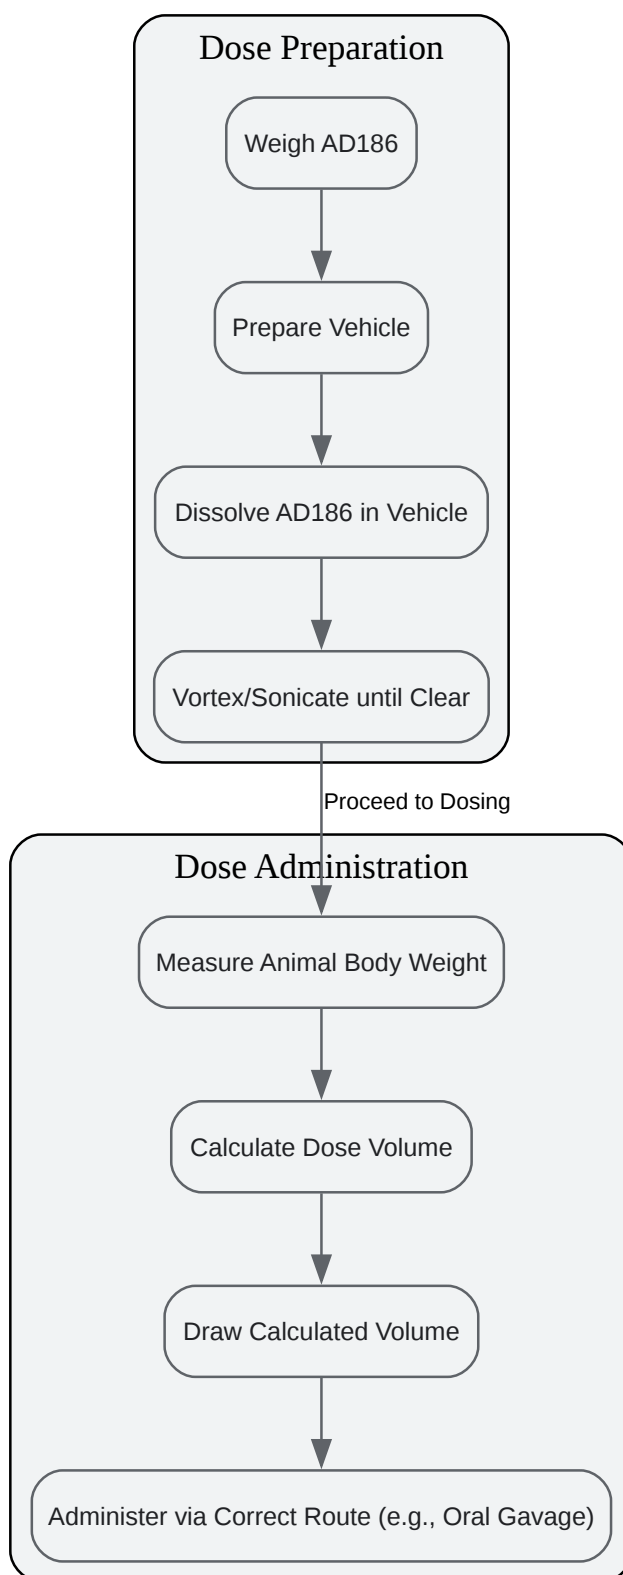 Dose Preparation
Weigh AD186
Prepare Vehicle
Dissolve AD186 in Vehicle
Vortex/Sonicate until Clear
Proceed to Dosing
Dose Administration
Measure Animal Body Weight
Calculate Dose Volume
Draw Calculated Volume
Administer via Correct Route (e.g., Oral Gavage)